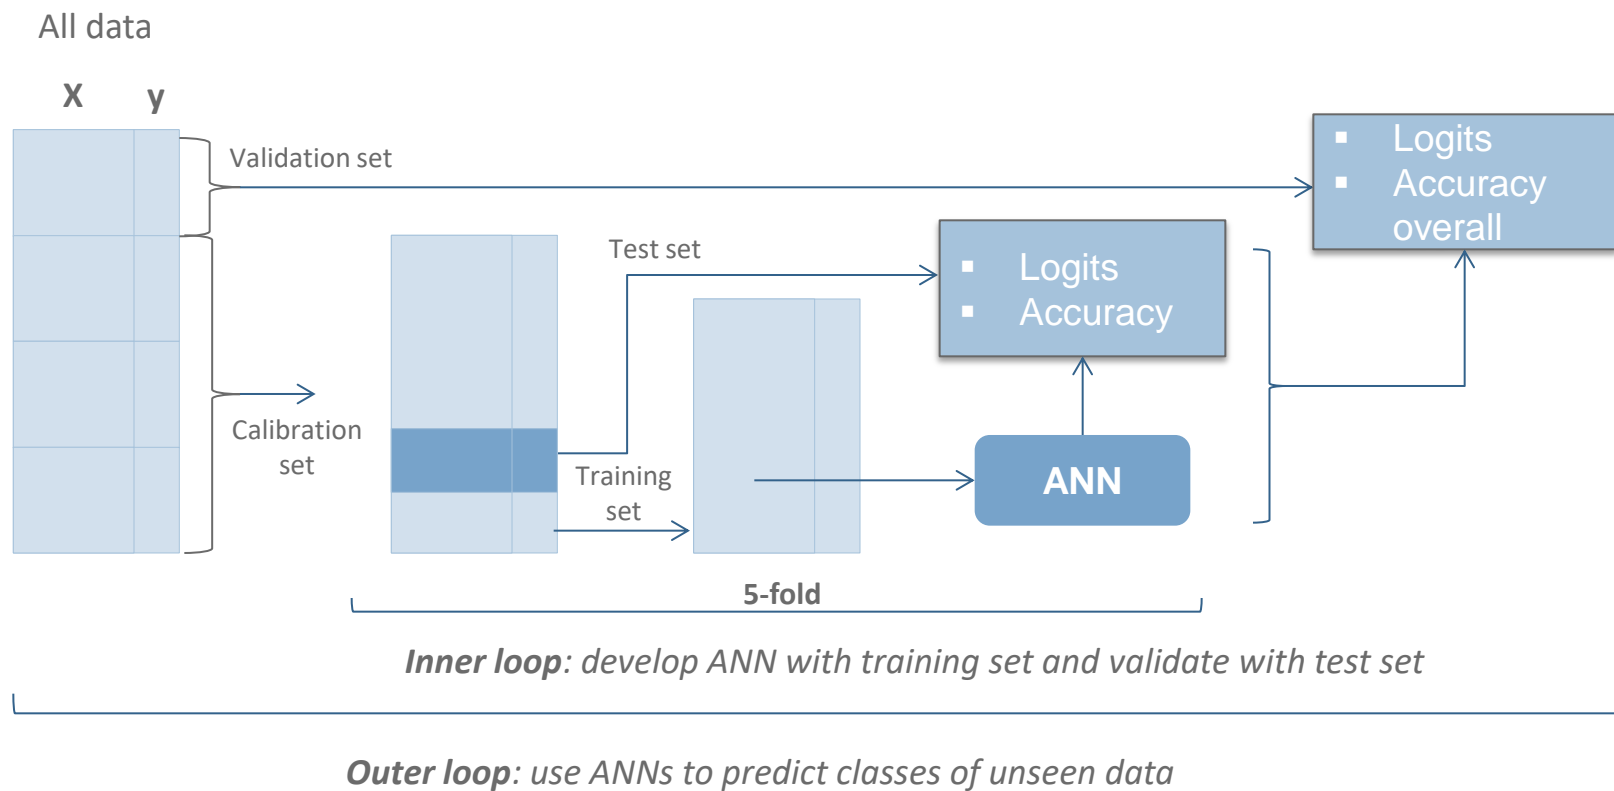 All data
X y
Validation set
▪ Logits
▪ Accuracy
overall
Test set
▪ Logits
▪ Accuracy
Calibration
set
Training
set
ANN
5-fold
Inner loop: develop ANN with training set and validate with test set
Outer loop: use ANNs to predict classes of unseen data